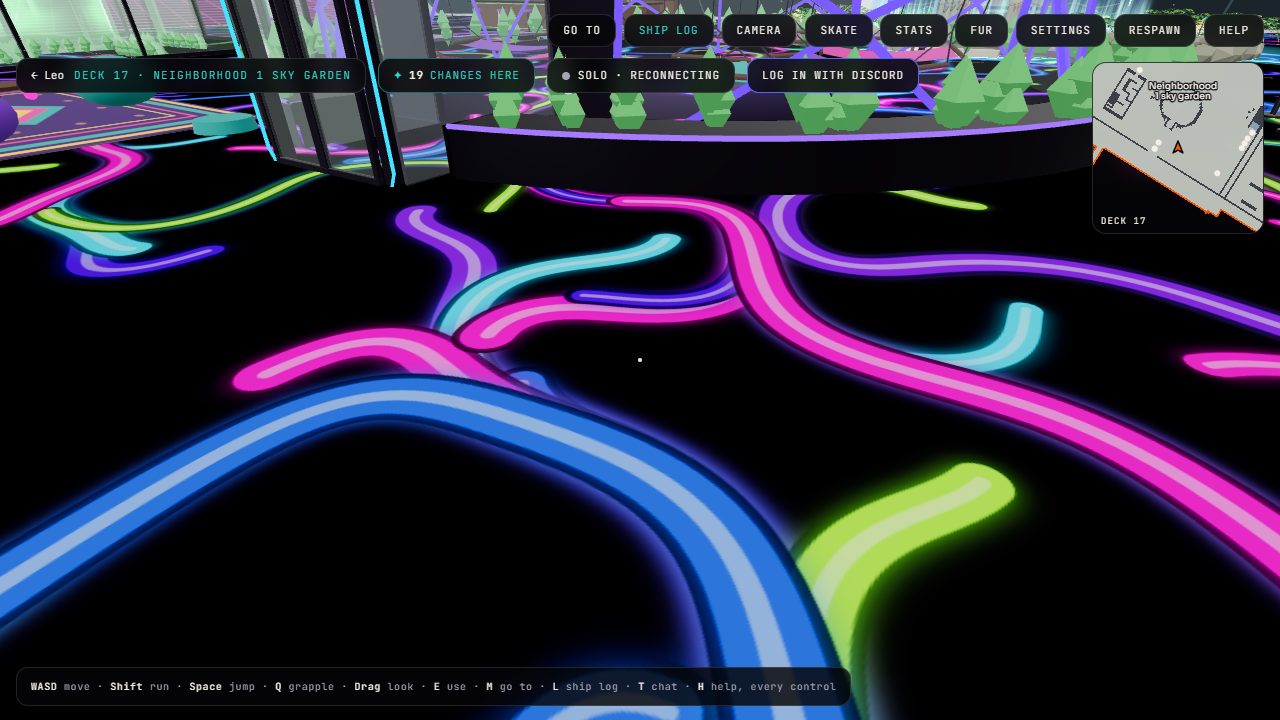 GO TO
SHIP LOG
CAMERA
SKATE
STATS
FUR
SETTINGS
RESPAWN
HELP
← Leo DECK 17 · NEIGHBORHOOD 1 SKY GARDEN
✦ 19 CHANGES HERE
SOLO · RECONNECTING
LOG IN WITH DISCORD
Neighborhood
1 sky garden
DECK 17
WASD move · Shift run · Space jump · Q grapple · Drag look · E use · M go to · L ship log · T chat · H help, every control